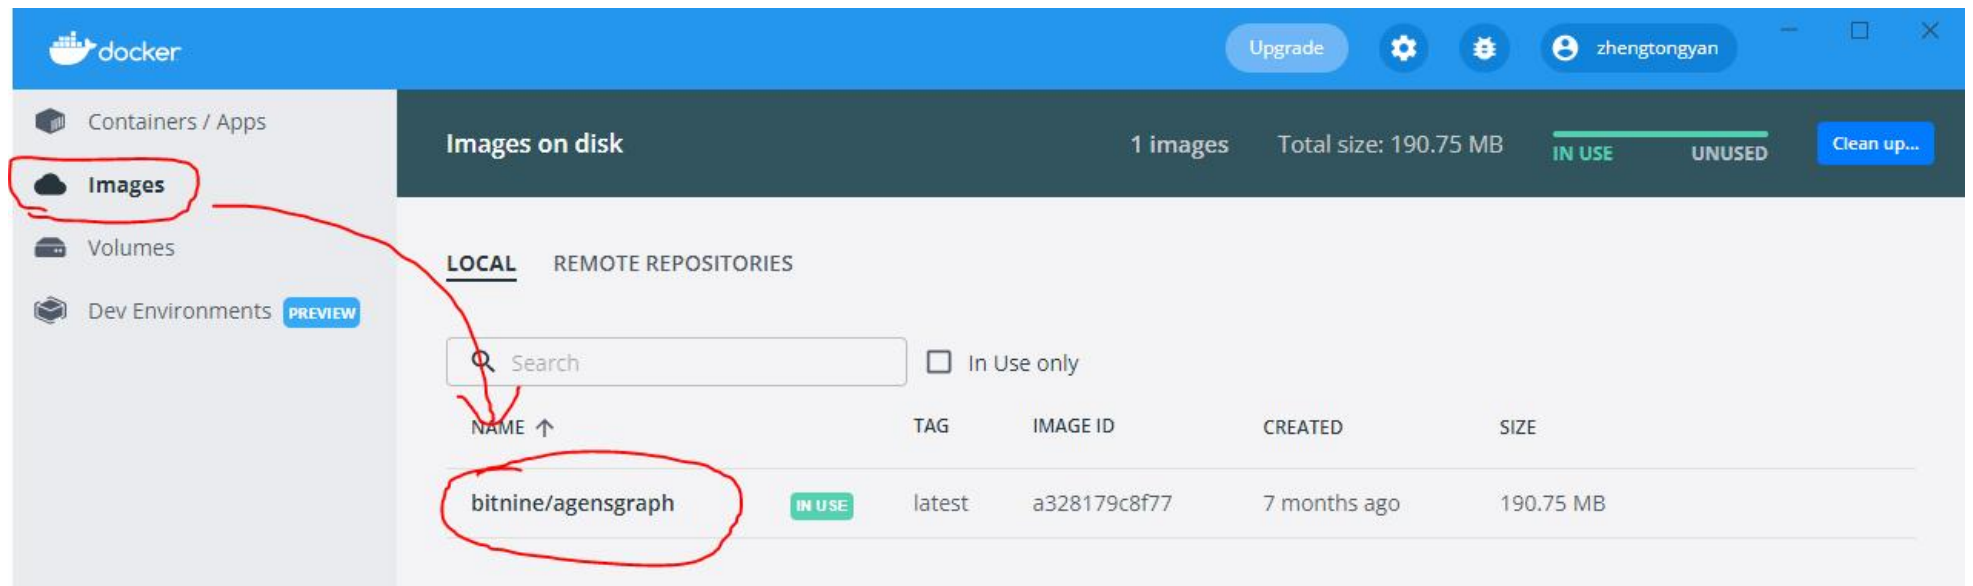 docker
Upgrade
zhengtongyan
Containers / Apps
Images
Volumes
Dev Environments PREVIEW
Images on disk
1 images
Total size: 190.75 MB
IN USE
UNUSED
Clean up...
LOCAL
REMOTE REPOSITORIES
Search
In Use only
NAME TAG IMAGE ID CREATED SIZE
bitnine/agensgraph IN USE latest a328179c8f77 7 months ago 190.75 MB